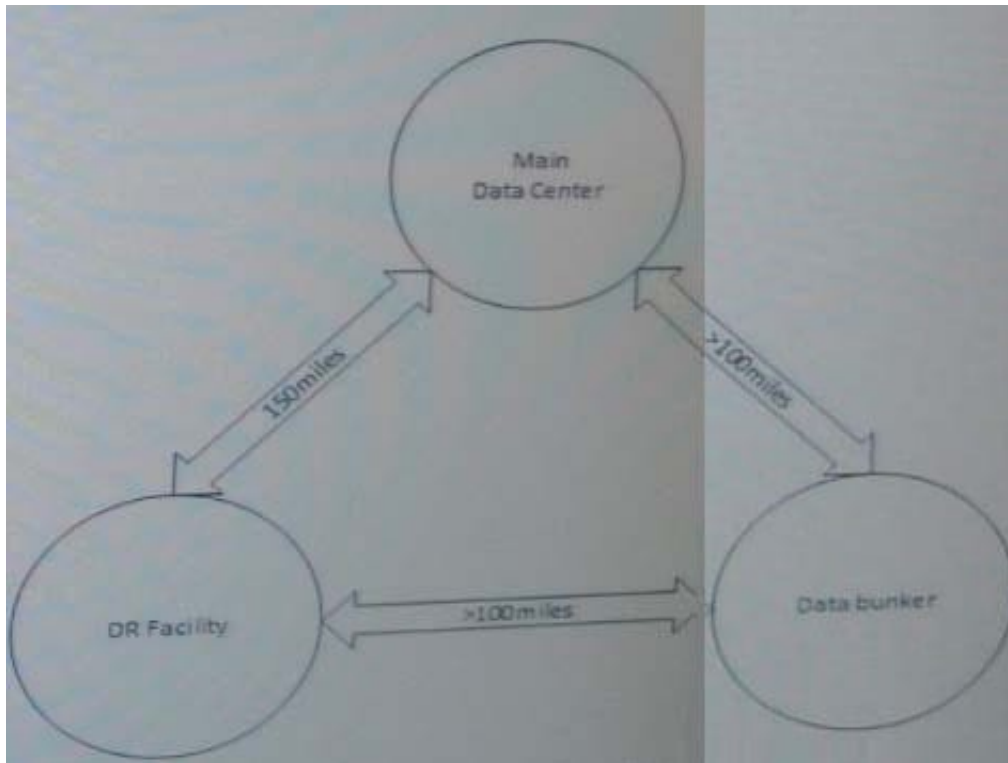 Main
Data Center
150miles
>100miles
DR Facility
>100miles
Data bunker